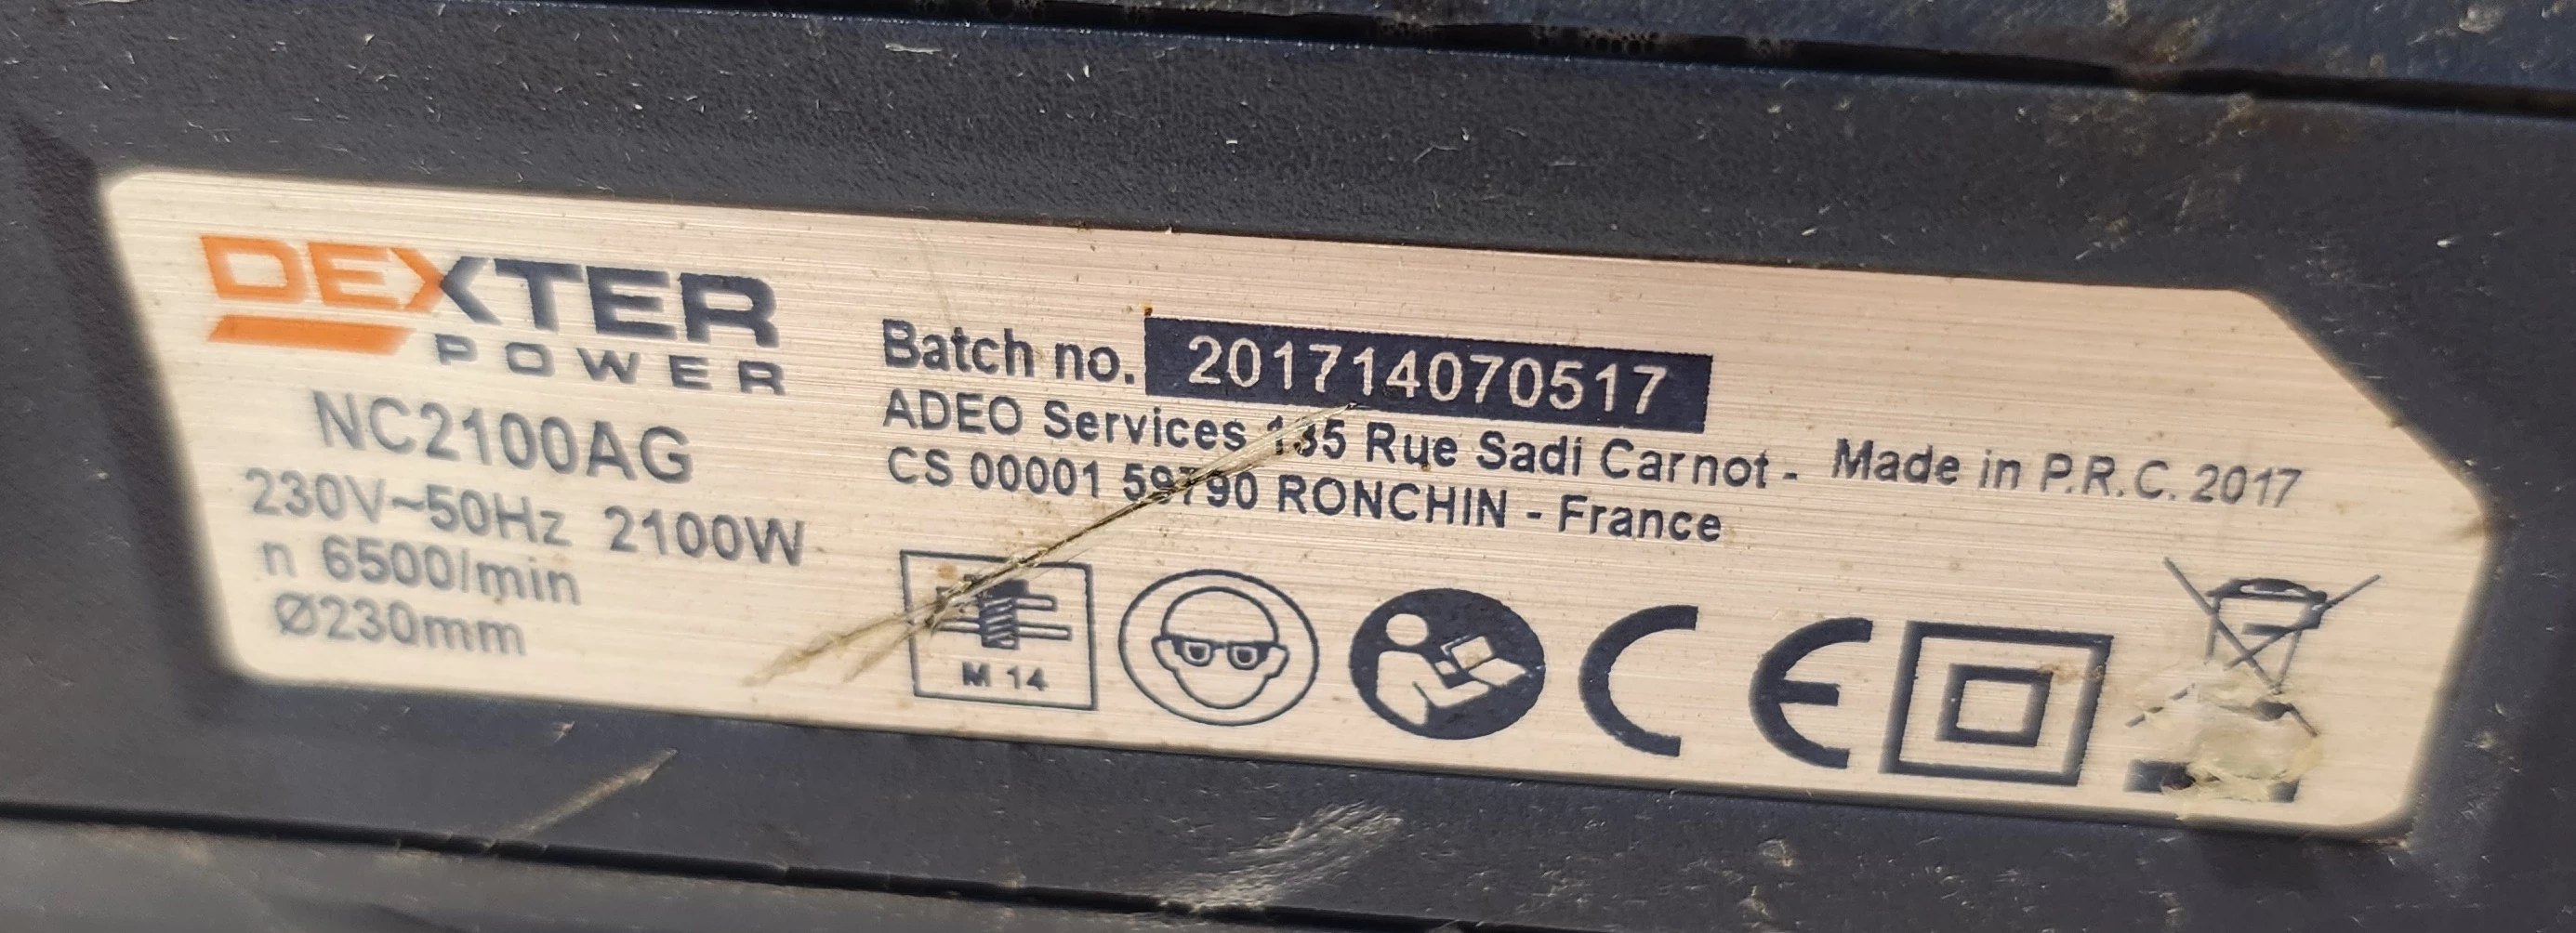 DEXTER
POWER
NC2100AG
230V~50Hz 2100W
n 6500/min
Ø230mm
Batch no. 201714070517
ADEO Services 135 Rue Sadi Carnot - Made in P.R.C. 2017
CS 00001 59790 RONCHIN - France
M 14
CE